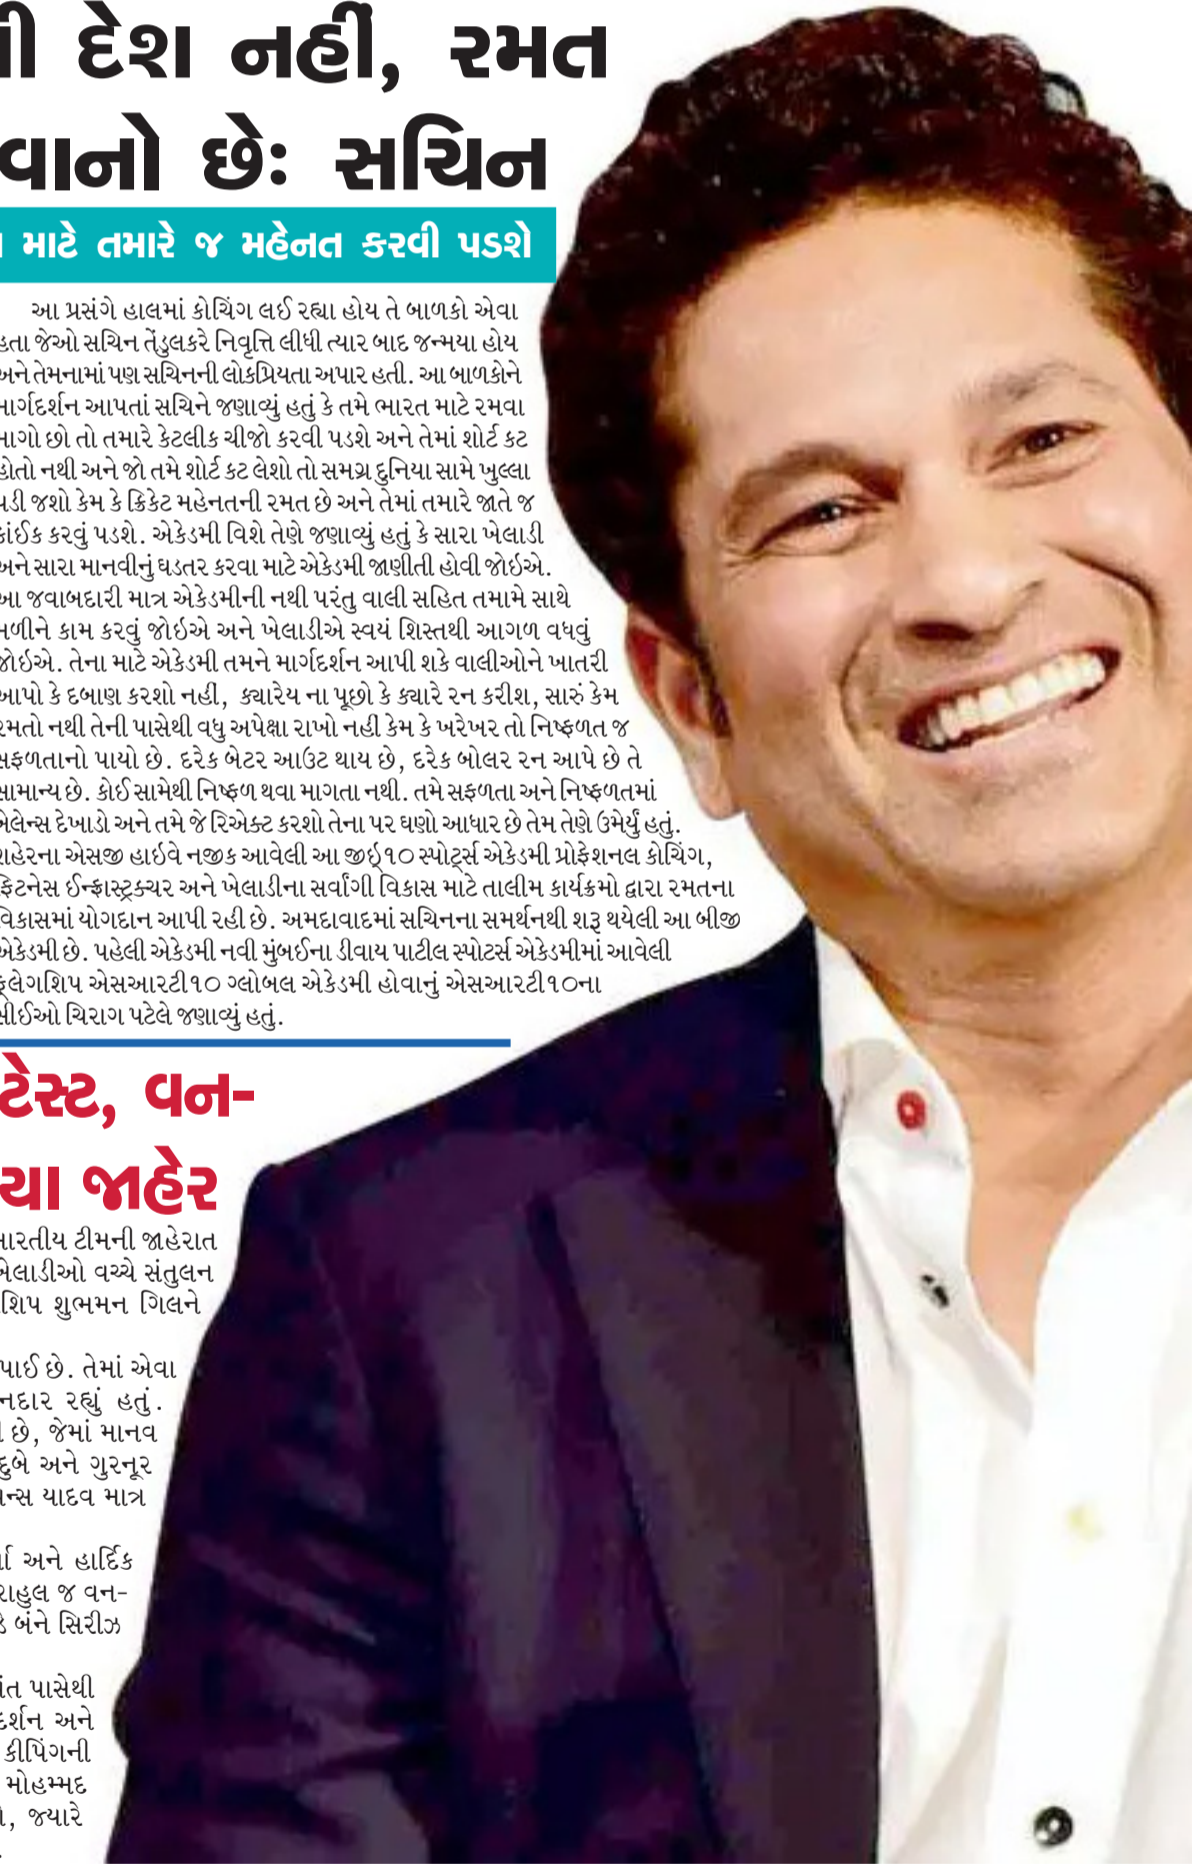 દેશ નહીં, રમત
વાનો છે: સચિન
માટે તમારે જ મહેનત કરવી પડશે
આ પ્રસંગે હાલમાં કોચિંગ લઈ રહ્યા હોય તે બાળકો એવા
હતા જેઓ સચિન તેંડુલકરે નિવૃત્તિ લીધી ત્યાર બાદ જન્મયા હોય
અને તેમનામાં પણ સચિનની લોકપ્રિયતા અપાર હતી. આ બાળકોને
માર્ગદર્શન આપતાં સચિને જણાવ્યું હતું કે તમે ભારત માટે રમવા
માગો છો તો તમારે કેટલીક ચીજો કરવી પડશે અને તેમાં શોર્ટ કટ
હોતો નથી અને જો તમે શોર્ટ કટ લેશો તો સમગ્ર દુનિયા સામે ખુલ્લા
પડી જશો કેમ કે ક્રિકેટ મહેનતની રમત છે અને તેમાં તમારે જાતે જ
કાંઈક કરવું પડશે. એકેડમી વિશે તેણે જણાવ્યું હતું કે સારા ખેલાડી
અને સારા માનવીનું ઘડતર કરવા માટે એકેડમી જાણીતી હોવી જોઇએ.
આ જવાબદારી માત્ર એકેડમીની નથી પરંતુ વાલી સહિત તમામે સાથે
મળીને કામ કરવું જોઇએ અને ખેલાડીએ સ્વયં શિસ્તથી આગળ વધવું
જોઇએ. તેના માટે એકેડમી તમને માર્ગદર્શન આપી શકે વાલીઓને ખાતરી
આપો કે દબાણ કરશો નહીં, ક્યારેય ના પૂછો કે ક્યારે રન કરીશ, સારું કેમ
રમતો નથી તેની પાસેથી વધુ અપેક્ષા રાખો નહીં કેમ કે ખરેખર તો નિષ્ફળત જ
સફળતાનો પાયો છે. દરેક બેટર આઉટ થાય છે, દરેક બોલર રન આપે છે તે
સામાન્ય છે. કોઈ સામેથી નિષ્ફળ થવા માગતા નથી. તમે સફળતા અને નિષ્ફળતમાં
બેલેન્સ દેખાડો અને તમે જે રિએક્ટ કરશો તેના પર ઘણો આધાર છે તેમ તેણે ઉમેર્યું હતું.
શહેરના એસજી હાઇવે નજીક આવેલી આ જીઇ૧૦ સ્પોર્ટ્સ એકેડમી પ્રોફેશનલ કોચિંગ,
ફિટનેસ ઈન્ફ્રાસ્ટ્રક્ચર અને ખેલાડીના સર્વાંગી વિકાસ માટે તાલીમ કાર્યક્રમો દ્વારા રમતના
વિકાસમાં યોગદાન આપી રહી છે. અમદાવાદમાં સચિનના સમર્થનથી શરૂ થયેલી આ બીજી
એકેડમી છે. પહેલી એકેડમી નવી મુંબઈના ડીવાય પાટીલ સ્પોટર્સ એકેડમીમાં આવેલી
ફ્લેગશિપ એસઆરટી૧૦ ગ્લોબલ એકેડમી હોવાનું એસઆરટી૧૦ના
સીઈઓ ચિરાગ પટેલે જણાવ્યું હતું.
ટેસ્ટ, વન-
યા જાહેર
ભારતીય ટીમની જાહેરાત
ખેલાડીઓ વચ્ચે સંતુલન
શિપ શુભમન ગિલને
પાઈ છે. તેમાં એવા
નદાર રહ્યું હતું.
છે, જેમાં માનવ
દુબે અને ગુરનૂર
ન્સ યાદવ માત્ર
અને હાર્દિક
રાહુલ જ વન-
બંને સિરીઝ
પાસેથી
દર્શન અને
કીપિંગની
મોહમ્મદ
જ્યારે